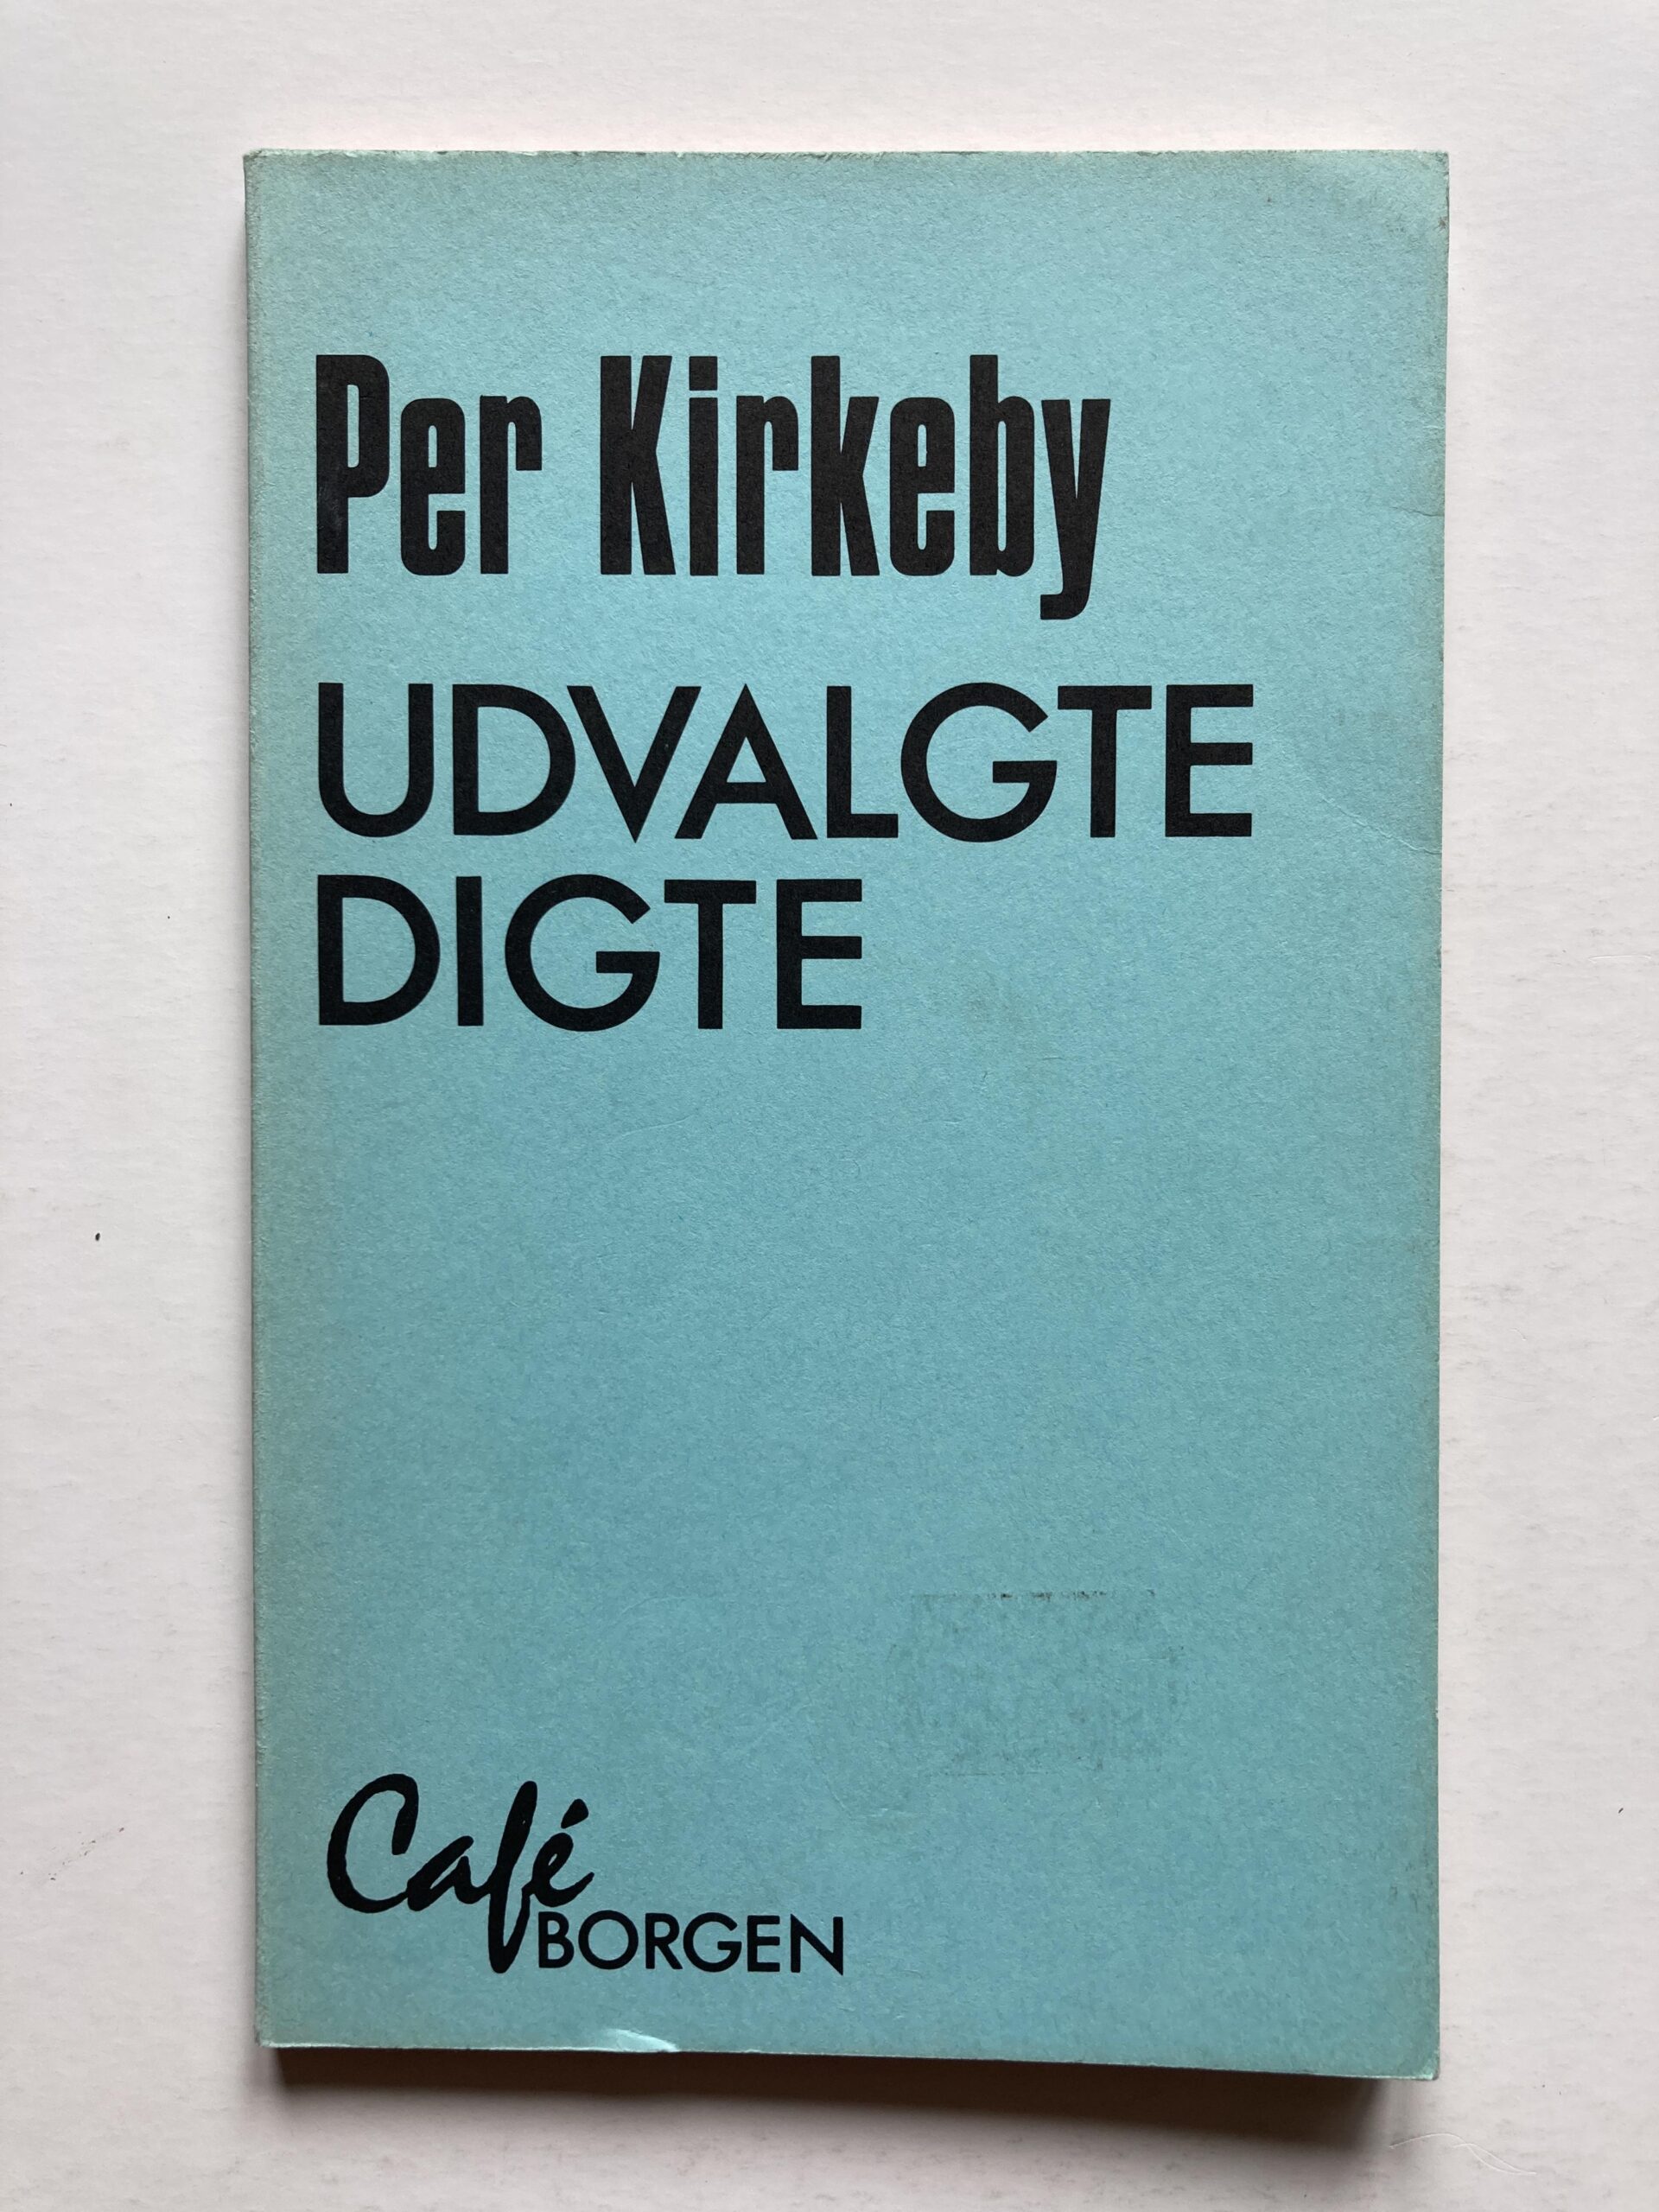 Per Kirkeby
UDVALGTE
DIGTE
Café
BORGEN